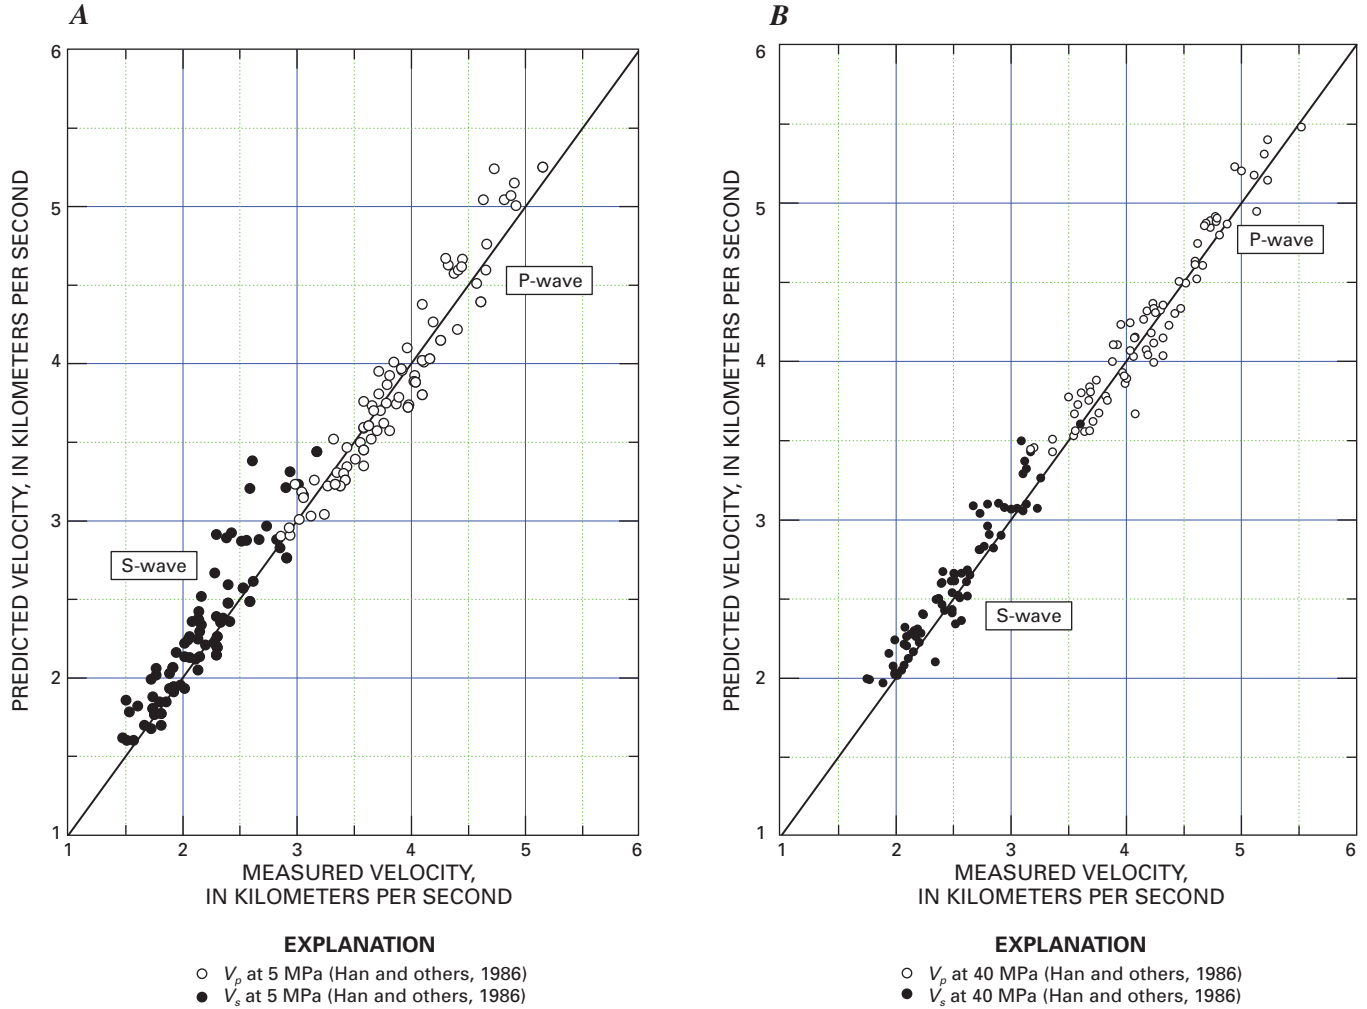 A
6
5
4
3
2
1
1 2 3 4 5 6
PREDICTED VELOCITY, IN KILOMETERS PER SECOND
P-wave
S-wave
MEASURED VELOCITY,
IN KILOMETERS PER SECOND
EXPLANATION
Vp at 5 MPa (Han and others, 1986)
Vs at 5 MPa (Han and others, 1986)
B
6
5
4
3
2
1
1 2 3 4 5 6
PREDICTED VELOCITY, IN KILOMETERS PER SECOND
P-wave
S-wave
MEASURED VELOCITY,
IN KILOMETERS PER SECOND
EXPLANATION
Vp at 40 MPa (Han and others, 1986)
Vs at 40 MPa (Han and others, 1986)